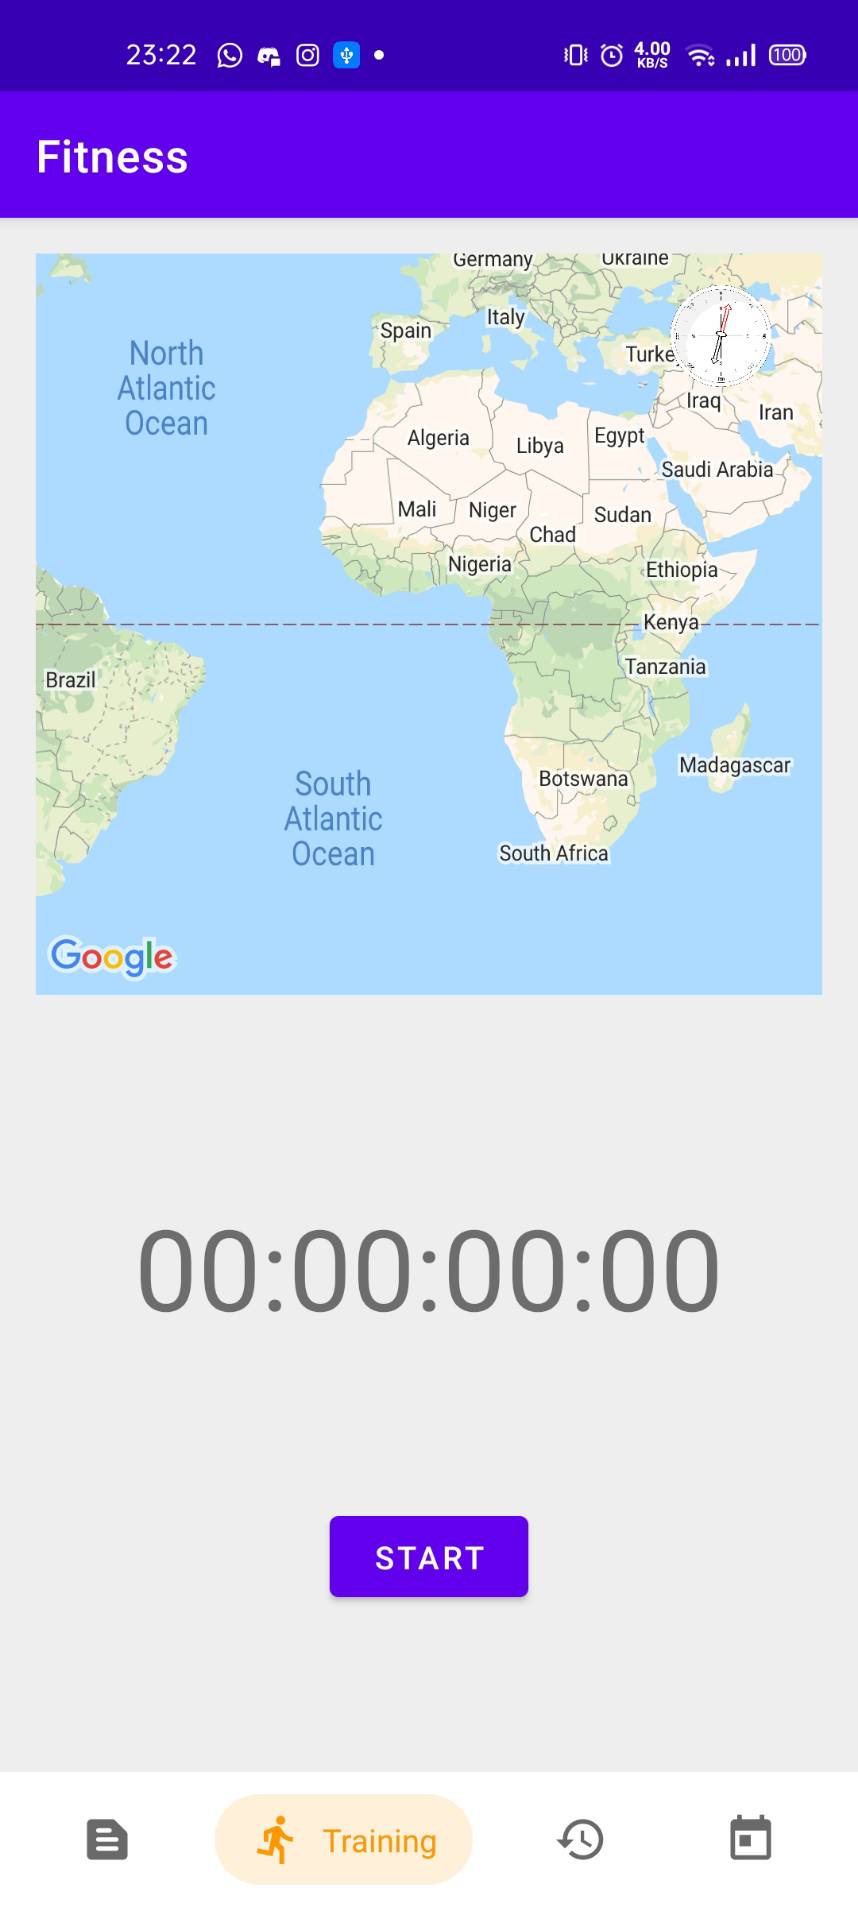 23:22
4.00
KB/S
100
Fitness
Germany
Ukraine
North
Atlantic
Ocean
Spain
Italy
Turke
Iraq
Iran
Algeria
Libya
Egypt
Saudi Arabia
Mali
Niger
Chad
Sudan
Nigeria
Ethiopia
Kenya
Brazil
Tanzania
South
Atlantic
Ocean
Botswana
Madagascar
South Africa
Google
00:00:00:00
START
Training